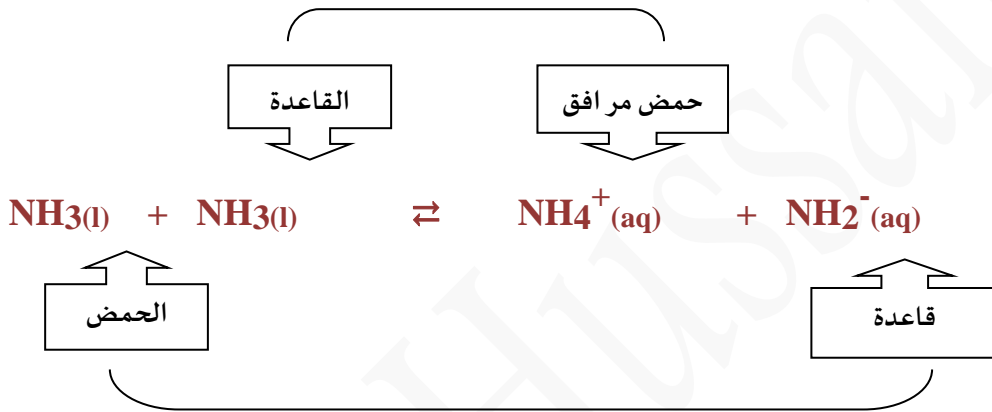 القاعدة
حمض مرافق
NH3(l) + NH3(l) ⇄ NH4⁺(aq) + NH2⁻(aq)
الحمض
قاعدة